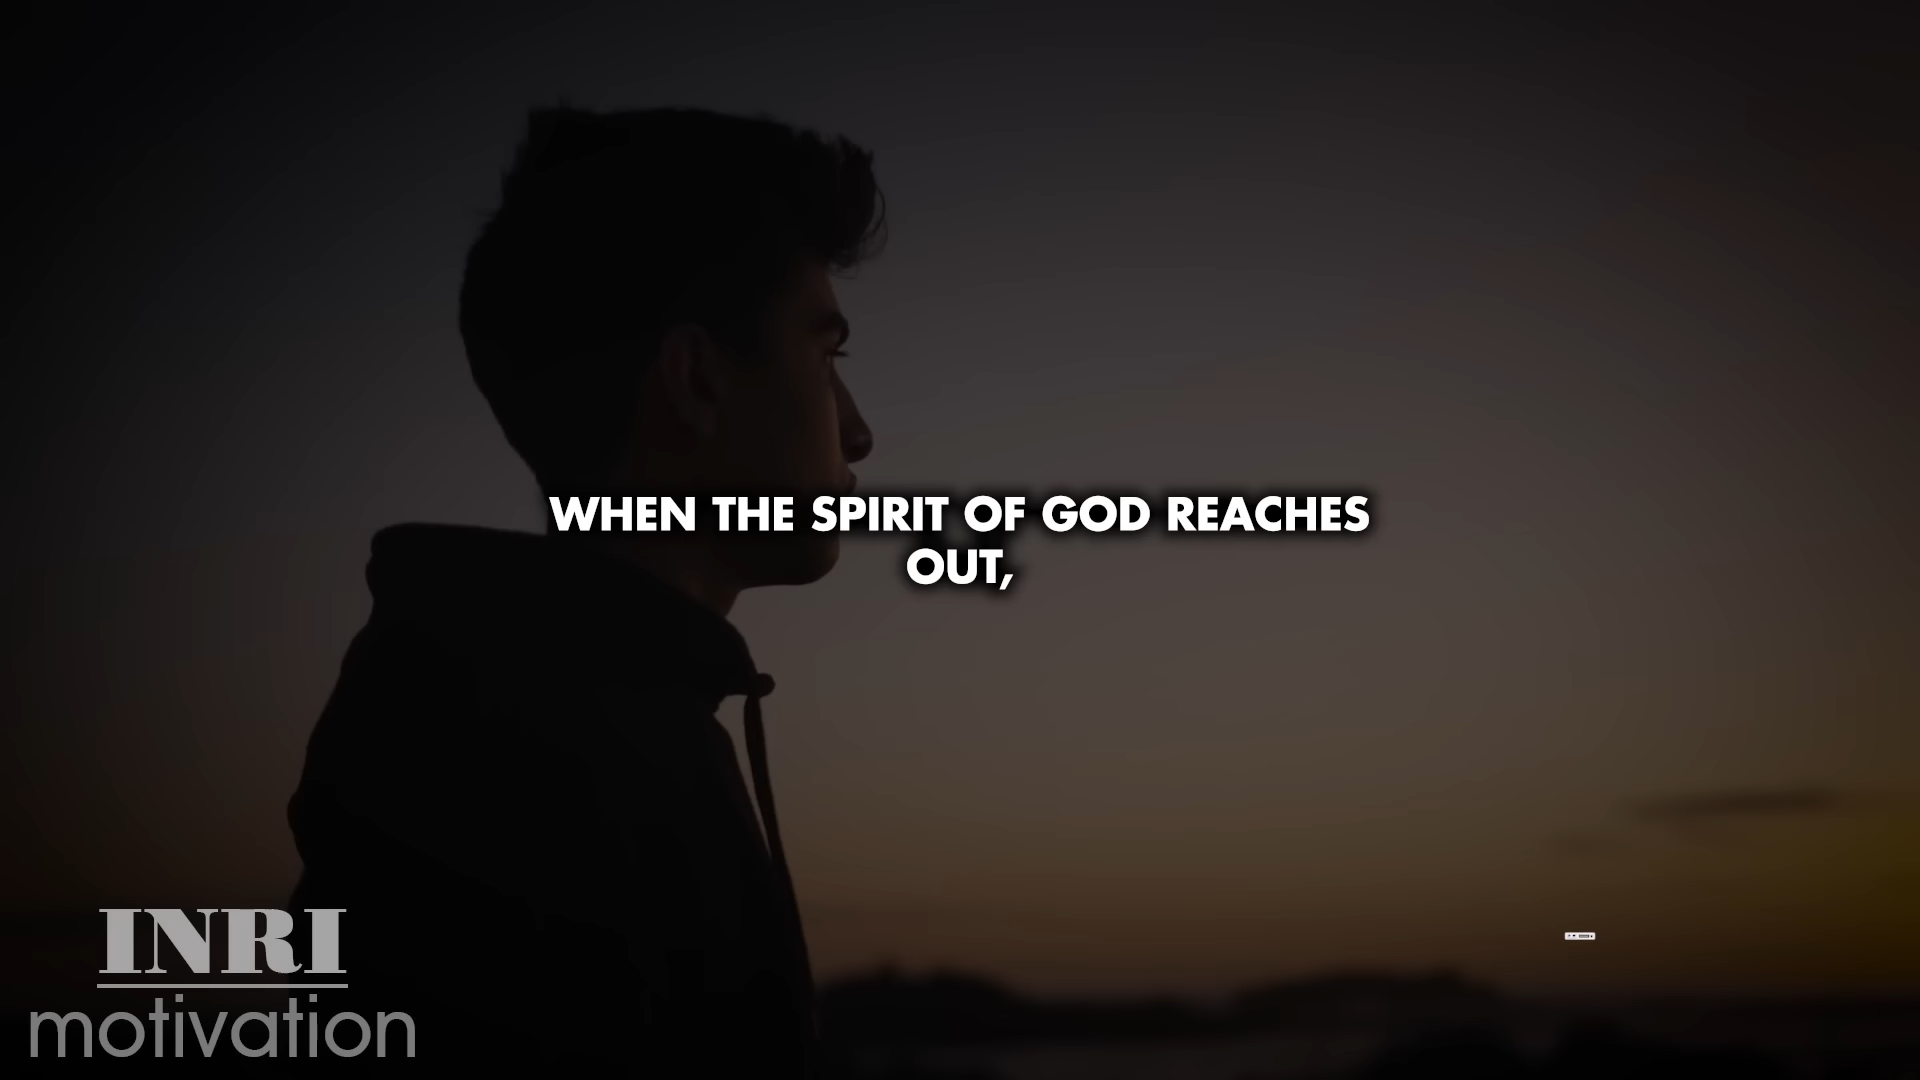 WHEN THE SPIRIT OF GOD REACHES
OUT,
INRI
motivation